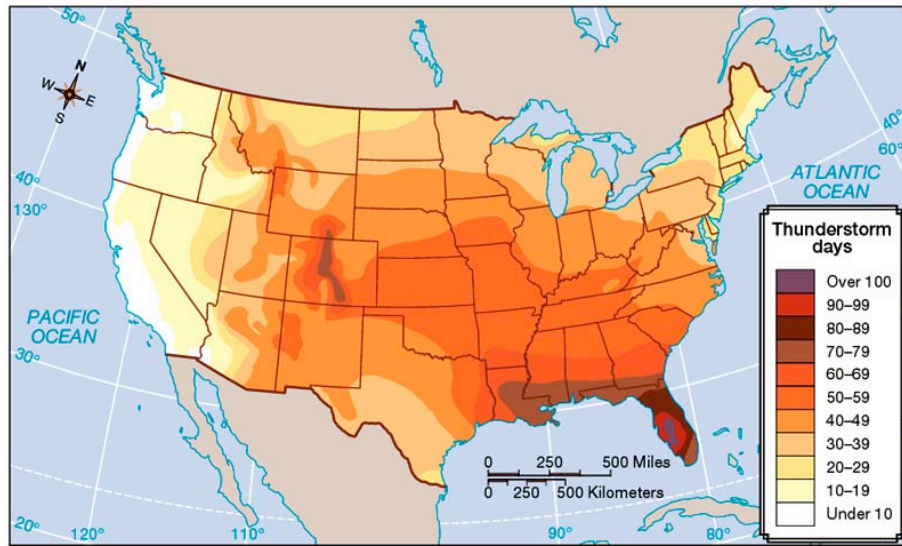 50°
N
W
E
S
40°
60°
ATLANTIC
OCEAN
40°
130°
Thunderstorm
days
Over 100
90–99
80–89
70–79
60–69
50–59
40–49
30–39
20–29
10–19
Under 10
PACIFIC
OCEAN
30°
0 250 500 Miles
0 250 500 Kilometers
20°
120°
110°
90°
80°
20°
70°